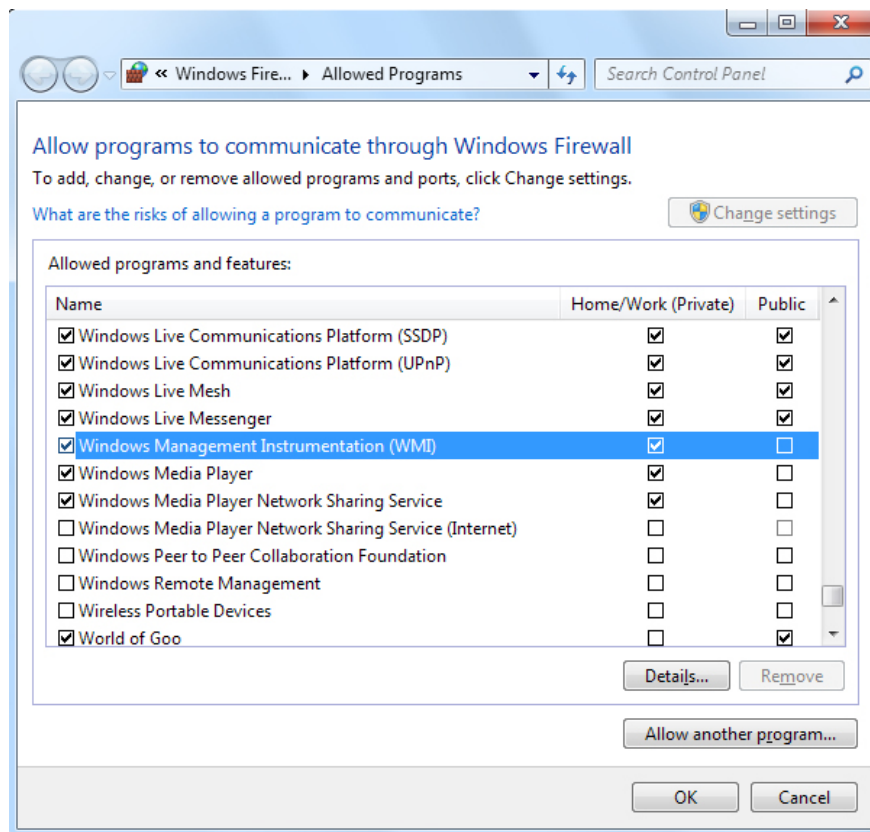 « Windows Fire... ▸ Allowed Programs
Search Control Panel
Allow programs to communicate through Windows Firewall
To add, change, or remove allowed programs and ports, click Change settings.
What are the risks of allowing a program to communicate?
Change settings
Allowed programs and features:
Name Home/Work (Private) Public
Windows Live Communications Platform (SSDP)
Windows Live Communications Platform (UPnP)
Windows Live Mesh
Windows Live Messenger
Windows Management Instrumentation (WMI)
Windows Media Player
Windows Media Player Network Sharing Service
Windows Media Player Network Sharing Service (Internet)
Windows Peer to Peer Collaboration Foundation
Windows Remote Management
Wireless Portable Devices
World of Goo
Details... Remove
Allow another program...
OK Cancel